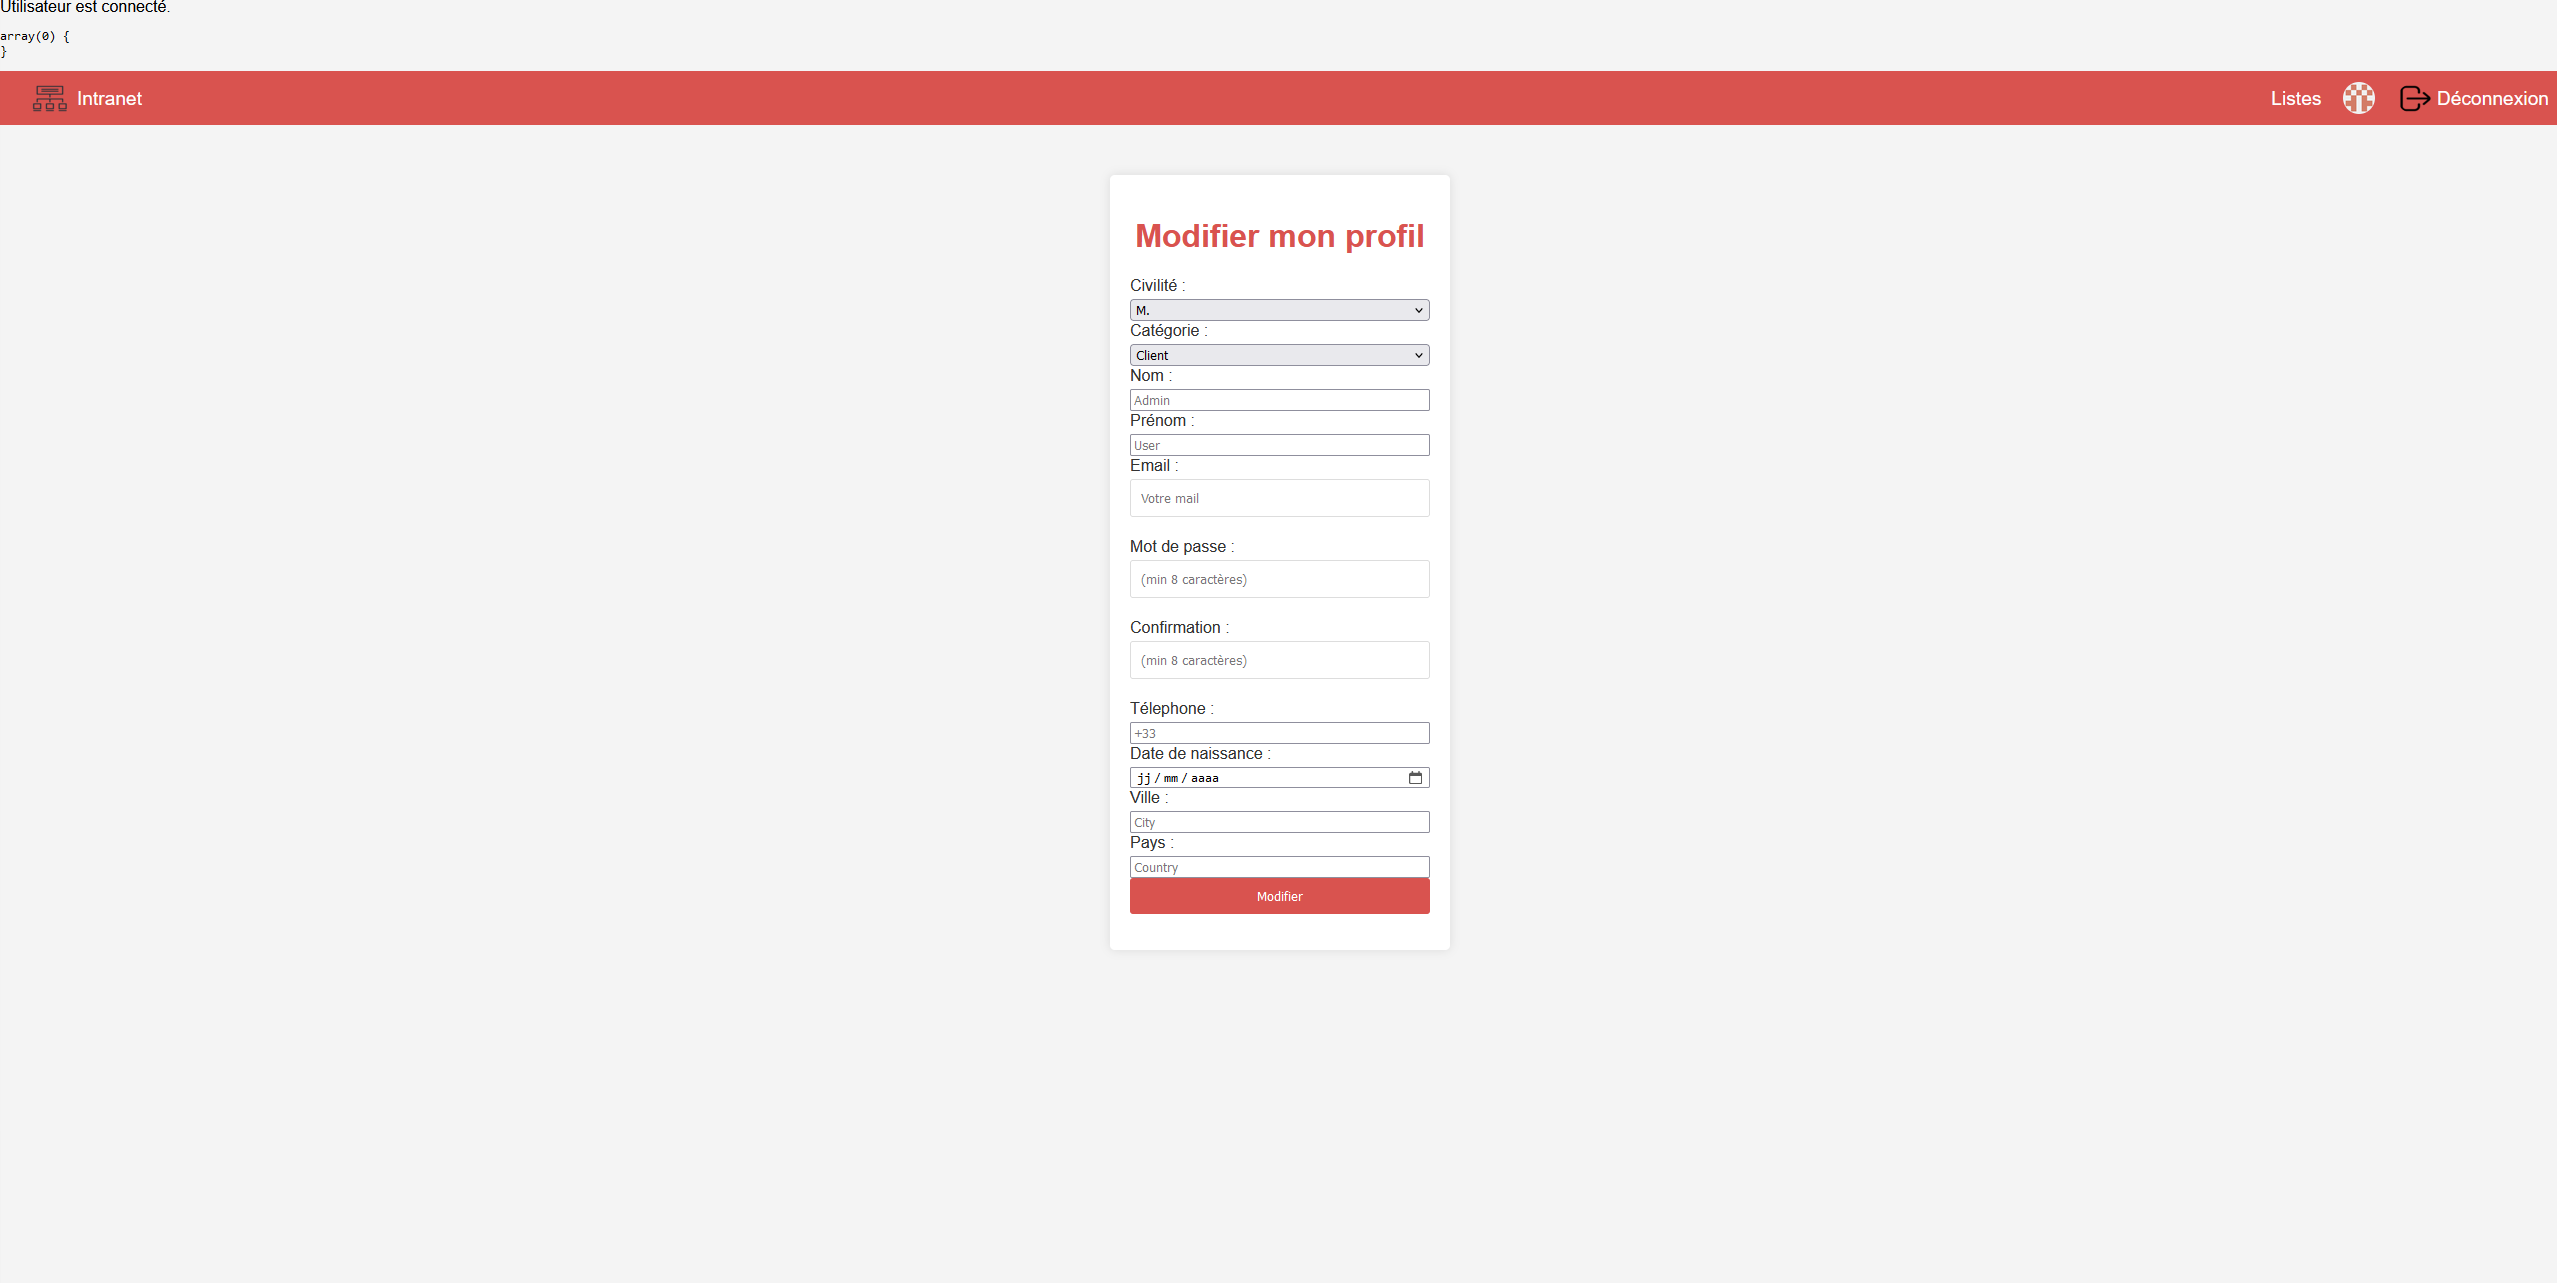 Utilisateur est connecté.
array(0) {
}
Intranet
Listes
Déconnexion
Modifier mon profil
Civilité :
M.
Catégorie :
Client
Nom :
Admin
Prénom :
User
Email :
Votre mail
Mot de passe :
(min 8 caractères)
Confirmation :
(min 8 caractères)
Télephone :
+33
Date de naissance :
jj / mm / aaaa
Ville :
City
Pays :
Country
Modifier